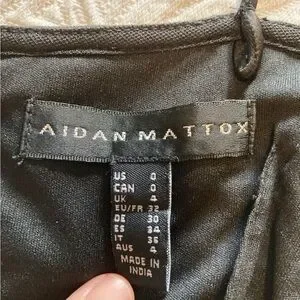 AIDAN MATTOX
US 0
CAN 0
UK 4
EU/FR 32
DE 30
ES 34
IT 36
AUS 4
MADE IN
INDIA